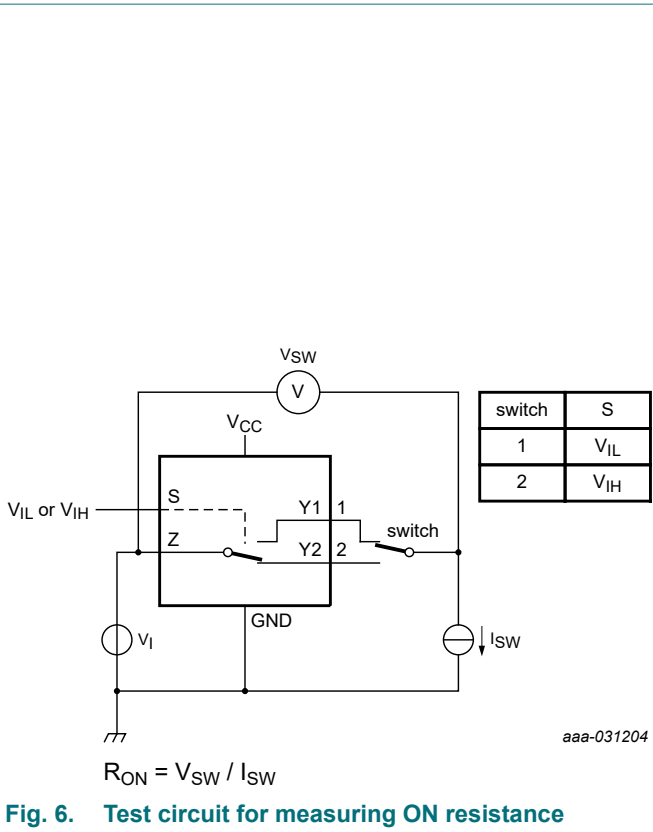 VSW
V
VCC
switch S
1 VIL
2 VIH
VIL or VIH
S
Z
Y1 1
Y2 2
switch
GND
VI
ISW
aaa-031204
RON = VSW / ISW
Fig. 6. Test circuit for measuring ON resistance